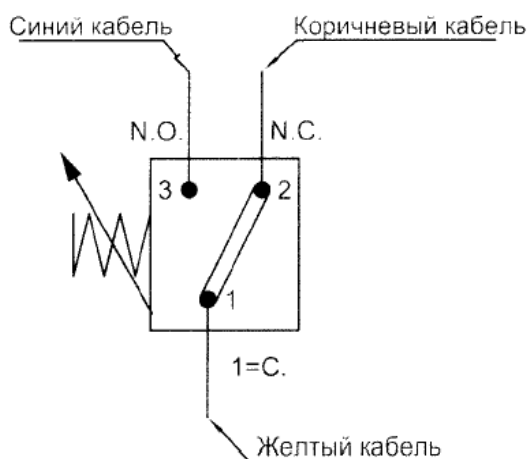 Синий кабель
Коричневый кабель
N.O.
N.C.
3
2
1
1=C.
Желтый кабель